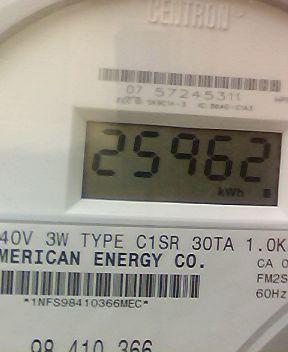 CENTRON
07 57245311
25962
kWh
40V 3W TYPE C1SR 30TA 1.0K
MERICAN ENERGY CO.
CA 0
FM2S
60Hz
*1NFS98410366MEC*
98 410 366